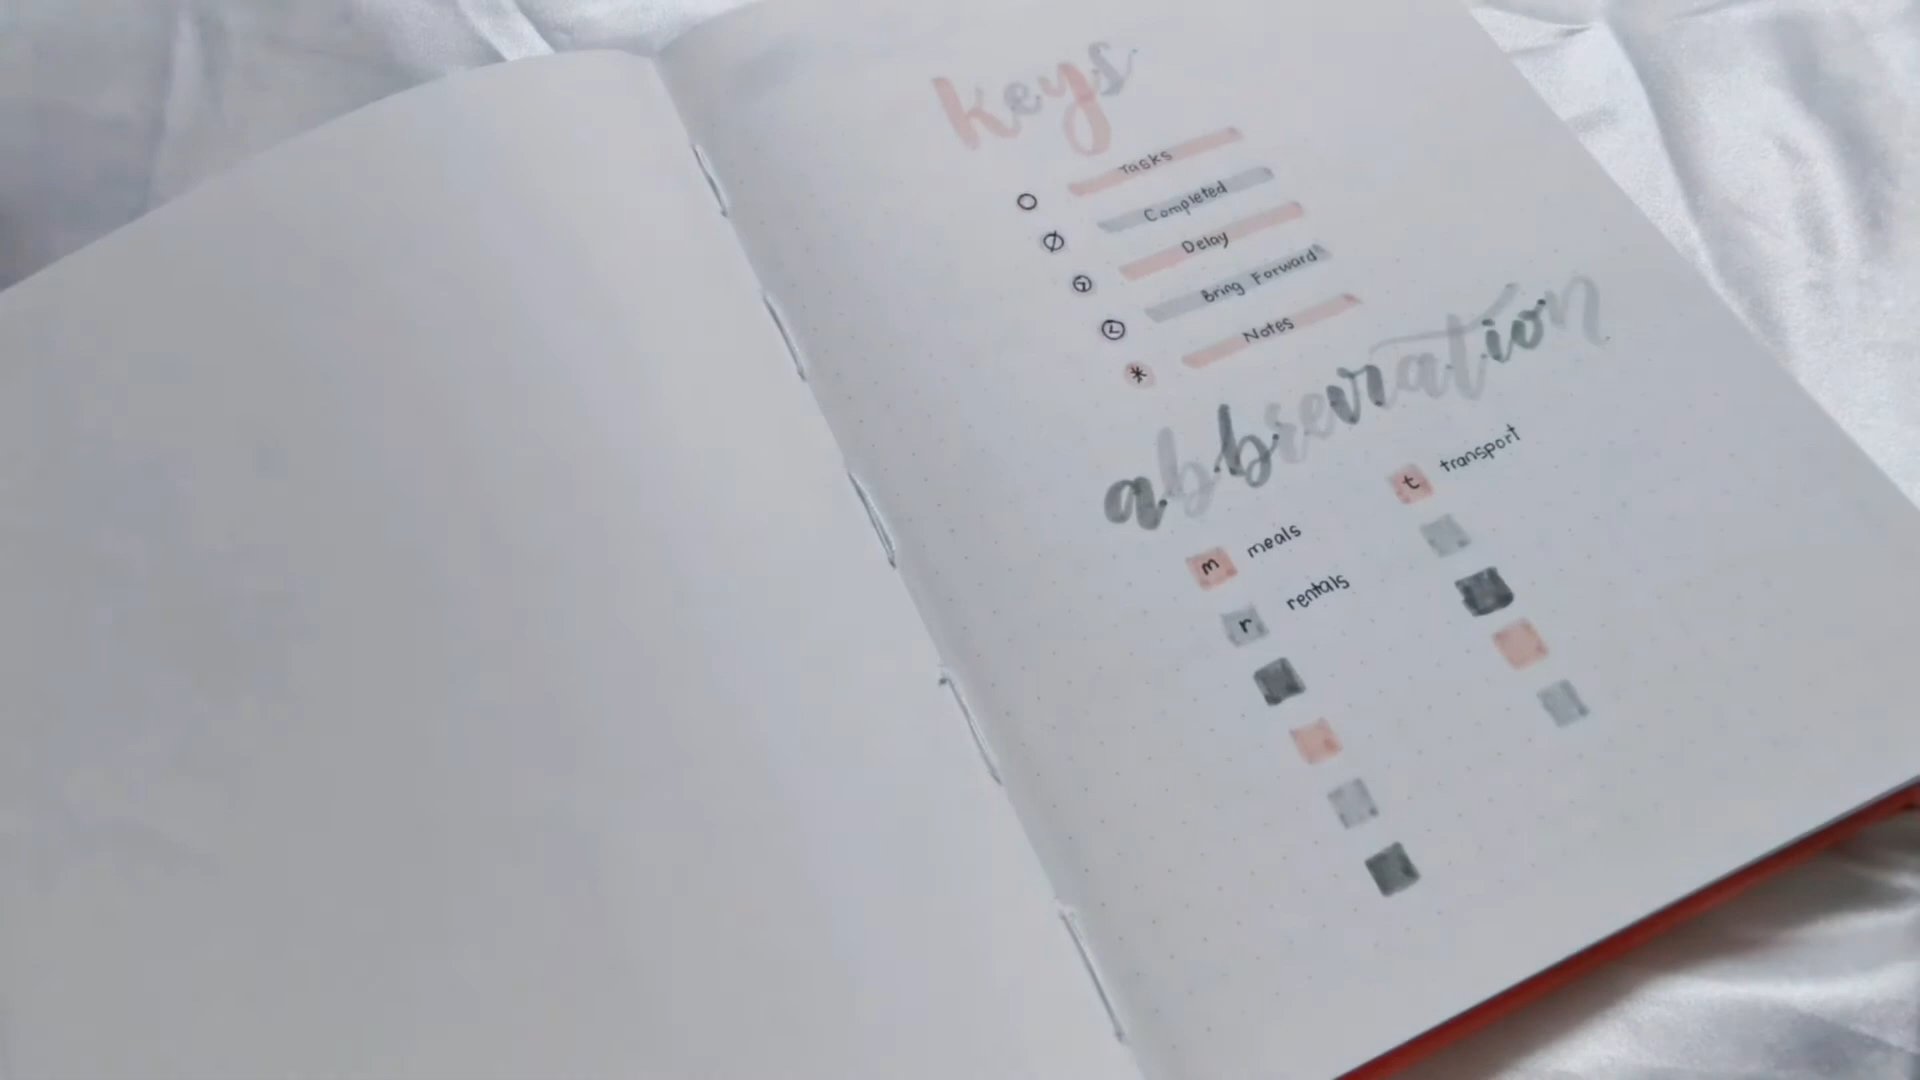 keys
Tasks
Completed
Delay
Bring Forward
Notes
abbreviation
m meals
r rentals
t transport